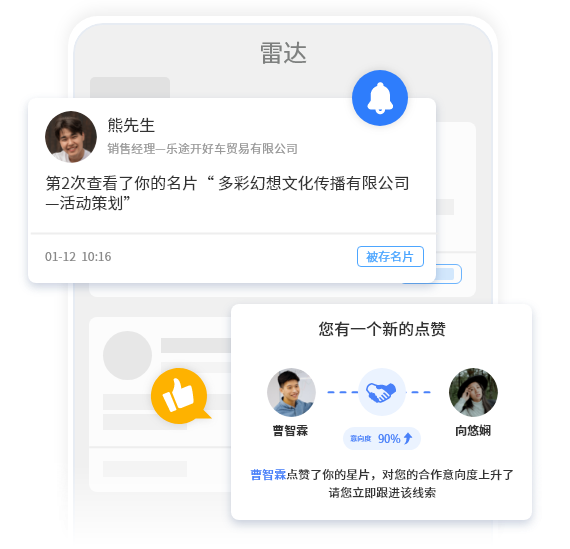 雷达
熊先生
销售经理—乐途开好车贸易有限公司
第2次查看了你的名片“多彩幻想文化传播有限公司
—活动策划”
01-12 10:16
被存名片
您有一个新的点赞
曹智霖
向悠娴
意向度 90%
曹智霖点赞了你的星片，对您的合作意向度上升了
请您立即跟进该线索